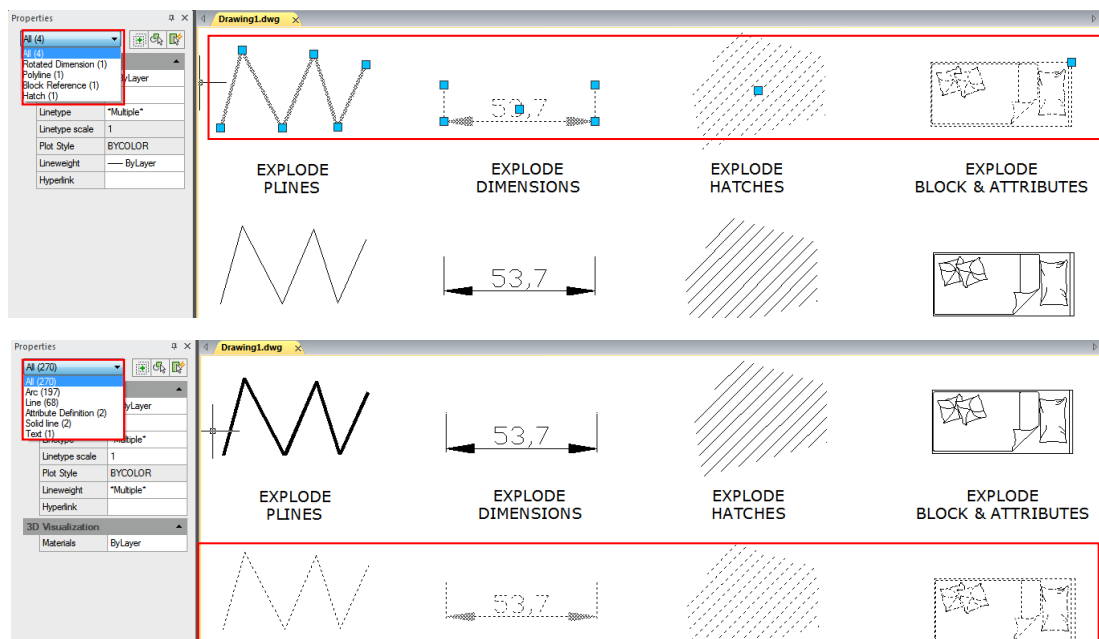 Properties
Drawing1.dwg
All (4)
All (4)
Rotated Dimension (1)
Polyline (1)
Block Reference (1)
Hatch (1)
ByLayer
Linetype *Multiple*
Linetype scale 1
Plot Style BYCOLOR
Lineweight ByLayer
Hyperlink
53,7
EXPLODE
PLINES
EXPLODE
DIMENSIONS
EXPLODE
HATCHES
EXPLODE
BLOCK & ATTRIBUTES
53,7
Properties
Drawing1.dwg
All (270)
All (270)
Arc (197)
Line (68)
Attribute Definition (2)
Solid line (2)
Text (1)
ByLayer
Linetype *Multiple*
Linetype scale 1
Plot Style BYCOLOR
Lineweight *Multiple*
Hyperlink
3D Visualization
Materials ByLayer
53,7
EXPLODE
PLINES
EXPLODE
DIMENSIONS
EXPLODE
HATCHES
EXPLODE
BLOCK & ATTRIBUTES
53,7